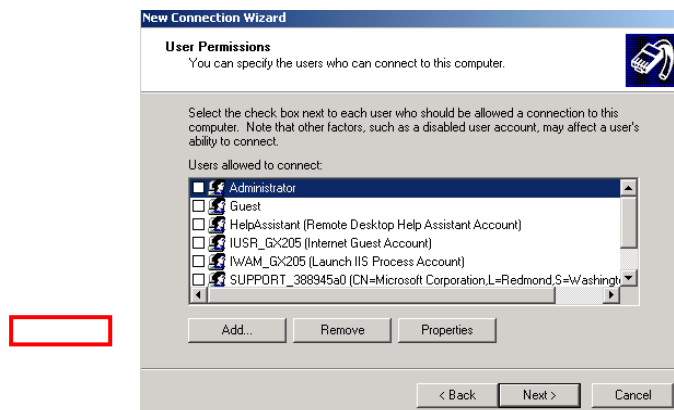 New Connection Wizard
User Permissions
You can specify the users who can connect to this computer.
Select the check box next to each user who should be allowed a connection to this
computer. Note that other factors, such as a disabled user account, may affect a user's
ability to connect.
Users allowed to connect:
Administrator
Guest
HelpAssistant (Remote Desktop Help Assistant Account)
IUSR_GX205 (Internet Guest Account)
IWAM_GX205 (Launch IIS Process Account)
SUPPORT_388945a0 (CN=Microsoft Corporation,L=Redmond,S=Washingt
Add... Remove Properties
< Back Next > Cancel